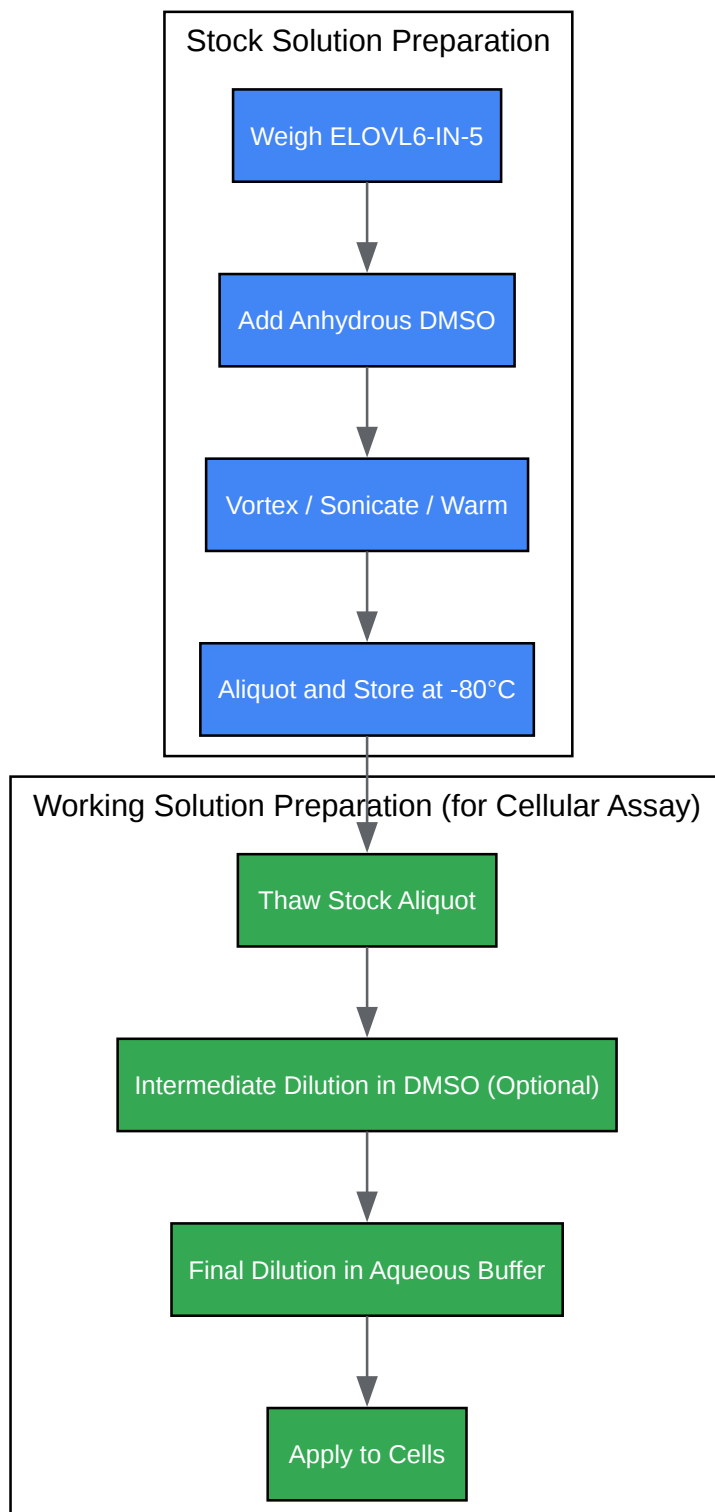 Stock Solution Preparation
Weigh ELOVL6-IN-5
Add Anhydrous DMSO
Vortex / Sonicate / Warm
Aliquot and Store at -80°C
Working Solution Preparation (for Cellular Assay)
Thaw Stock Aliquot
Intermediate Dilution in DMSO (Optional)
Final Dilution in Aqueous Buffer
Apply to Cells